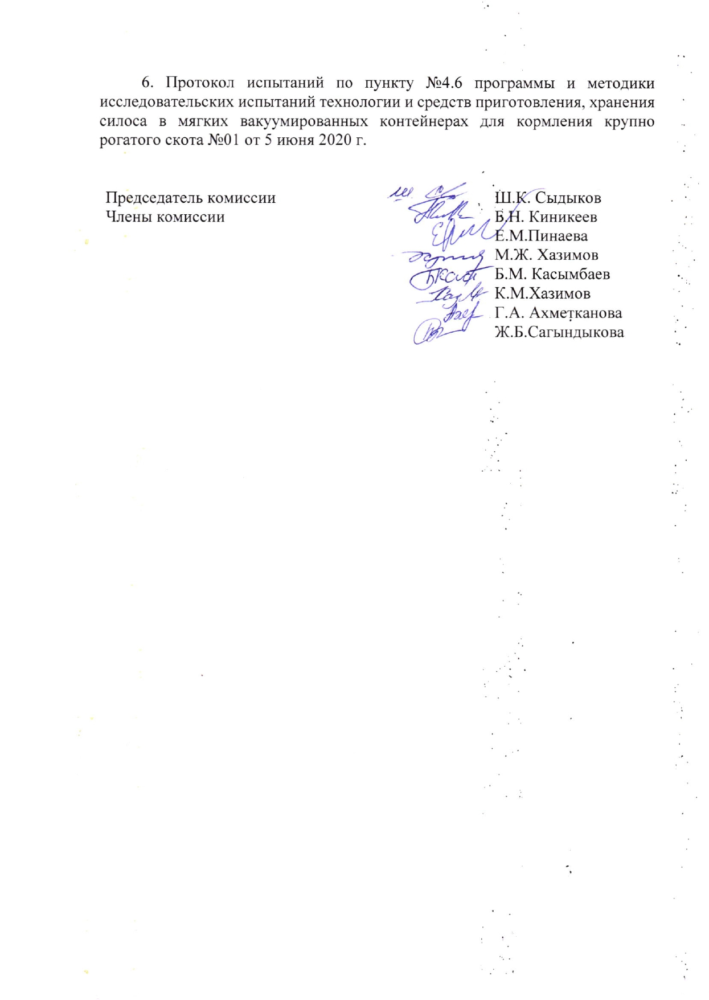 6. Протокол испытаний по пункту №4.6 программы и методики
исследовательских испытаний технологии и средств приготовления, хранения
силоса в мягких вакуумированных контейнерах для кормления крупно
рогатого скота №01 от 5 июня 2020 г.
Председатель комиссии Ш.К. Сыдыков
Члены комиссии Б.Н. Киникеев
Е.М.Пинаева
М.Ж. Хазимов
Б.М. Касымбаев
К.М.Хазимов
Г.А. Ахметканова
Ж.Б.Сагындыкова